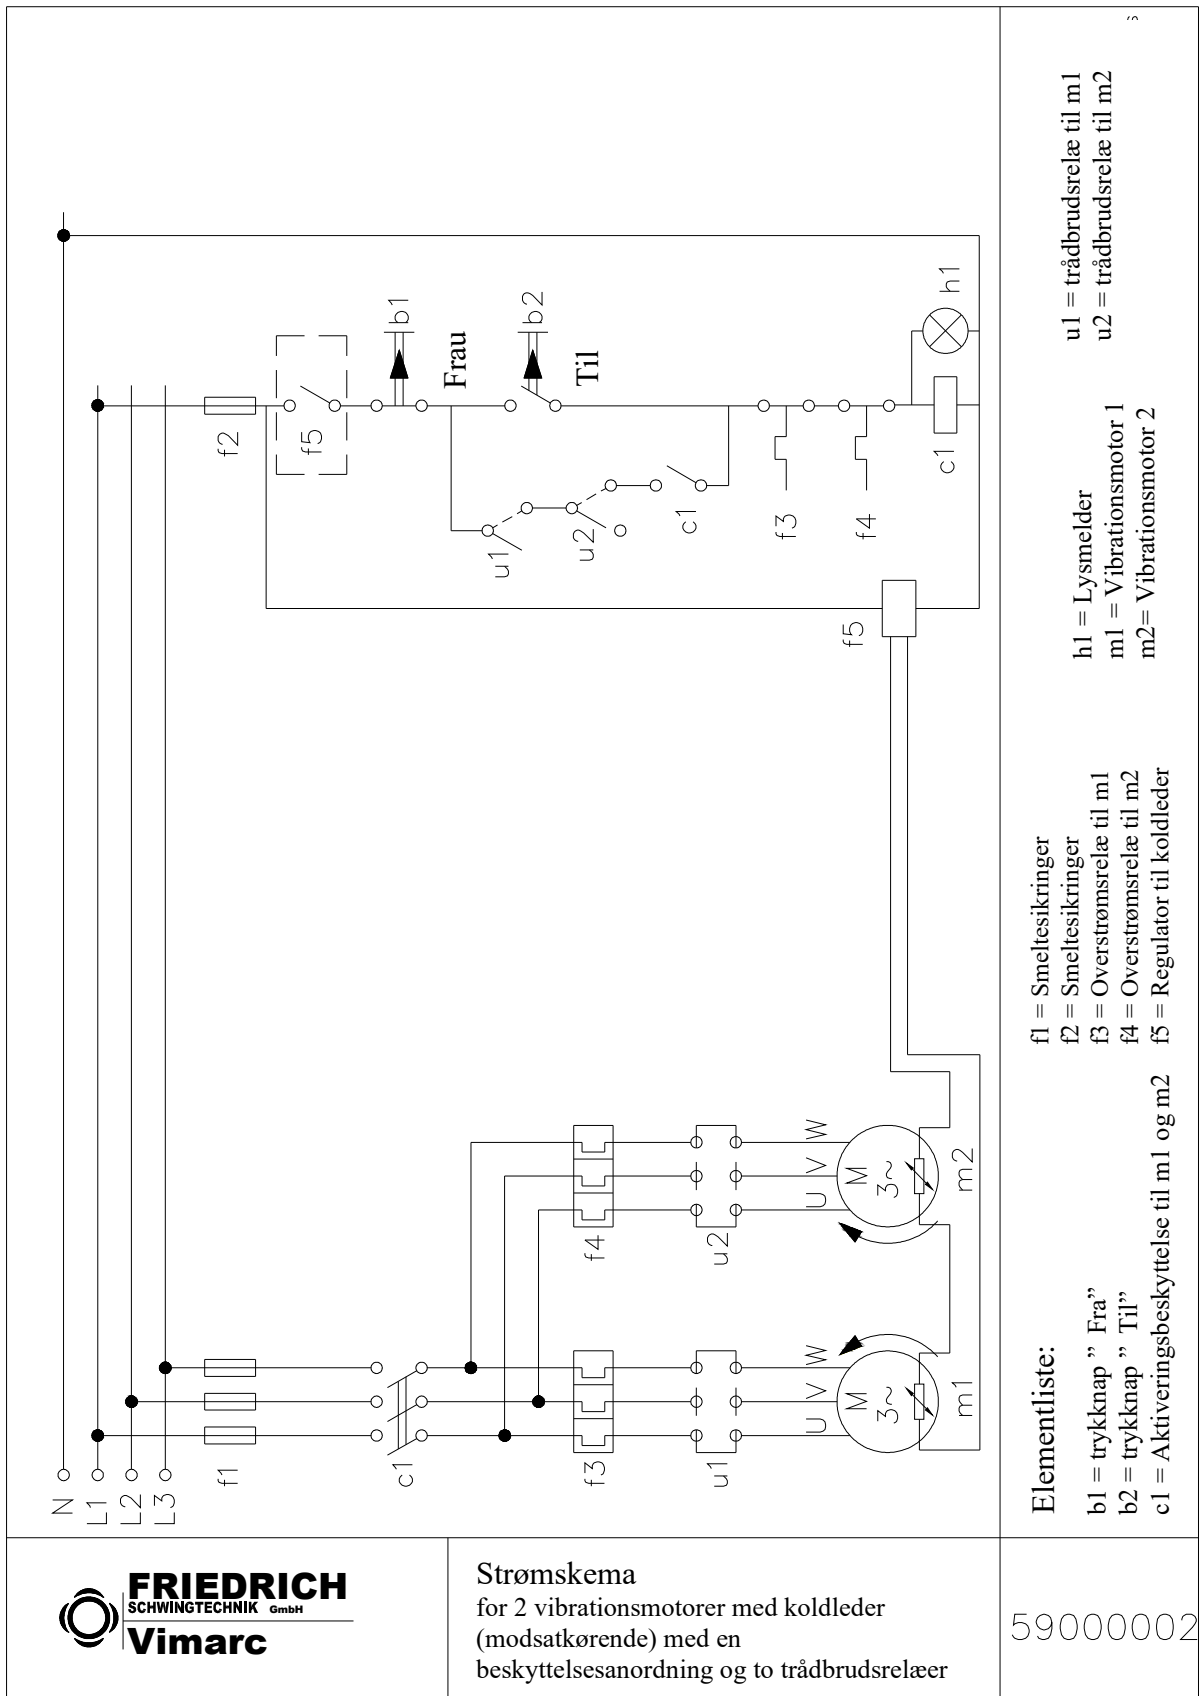 N
L1
L2
L3
f1
c1
f3
u1
U V W
M
3~
m1
f4
u2
U V W
M
3~
m2
f2
f5
b1
Frau
b2
Til
u1
u2
c1
f3
f4
f5
c1
h1
Elementliste:
b1 = trykknap ” Fra”
b2 = trykknap ” Til”
c1 = Aktiveringsbeskyttelse til m1 og m2
f1 = Smeltesikringer
f2 = Smeltesikringer
f3 = Overstrømsrelæ til m1
f4 = Overstrømsrelæ til m2
f5 = Regulator til koldleder
h1 = Lysmelder
m1 = Vibrationsmotor 1
m2= Vibrationsmotor 2
u1 = trådbrudsrelæ til m1
u2 = trådbrudsrelæ til m2
FRIEDRICH
SCHWINGTECHNIK GmbH
Vimarc
Strømskema
for 2 vibrationsmotorer med koldleder
(modsatkørende) med en
beskyttelsesanordning og to trådbrudsrelæer
59000002